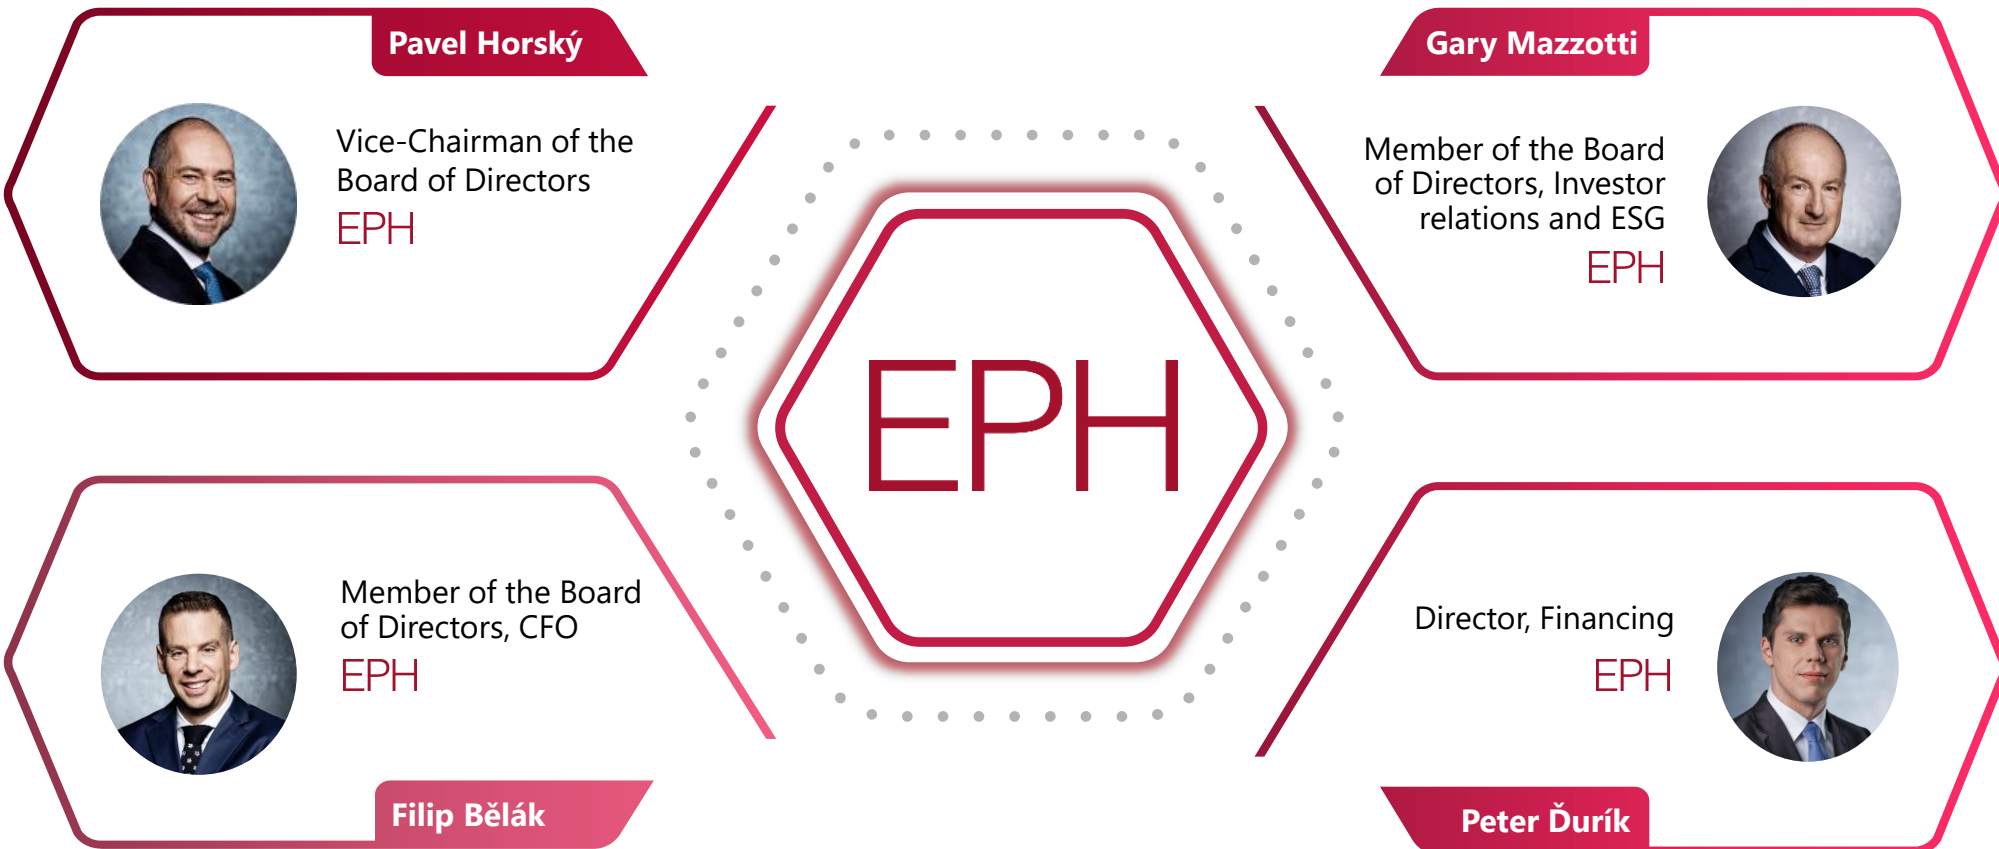 Pavel Horský
Vice-Chairman of the
Board of Directors
EPH
Gary Mazzotti
Member of the Board
of Directors, Investor
relations and ESG
EPH
EPH
Member of the Board
of Directors, CFO
EPH
Filip Bělák
Director, Financing
EPH
Peter Ďurík